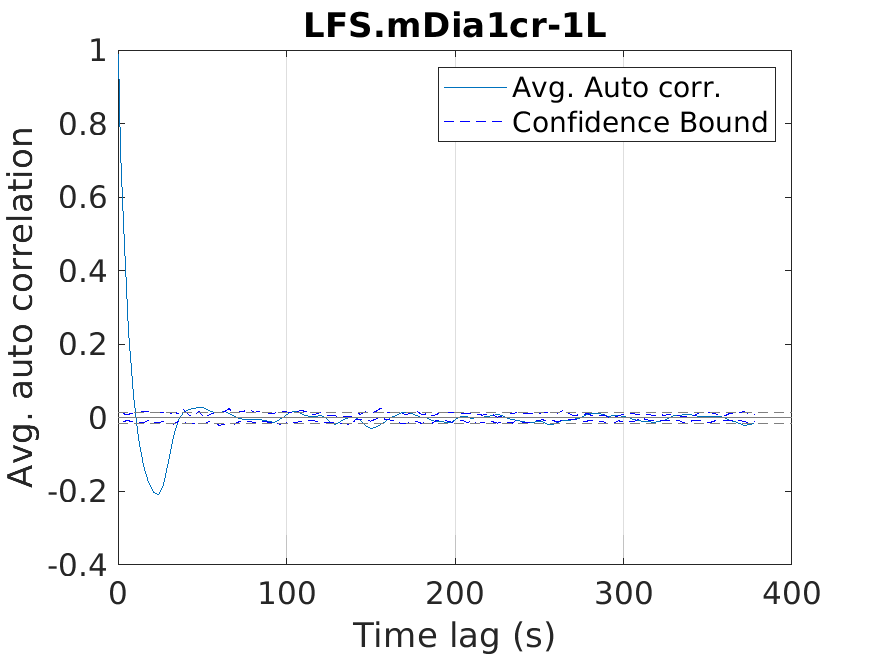 LFS.mDia1cr-1L
Avg. Auto corr.
Confidence Bound
Avg. auto correlation
1
0.8
0.6
0.4
0.2
0
-0.2
-0.4
0 100 200 300 400
Time lag (s)